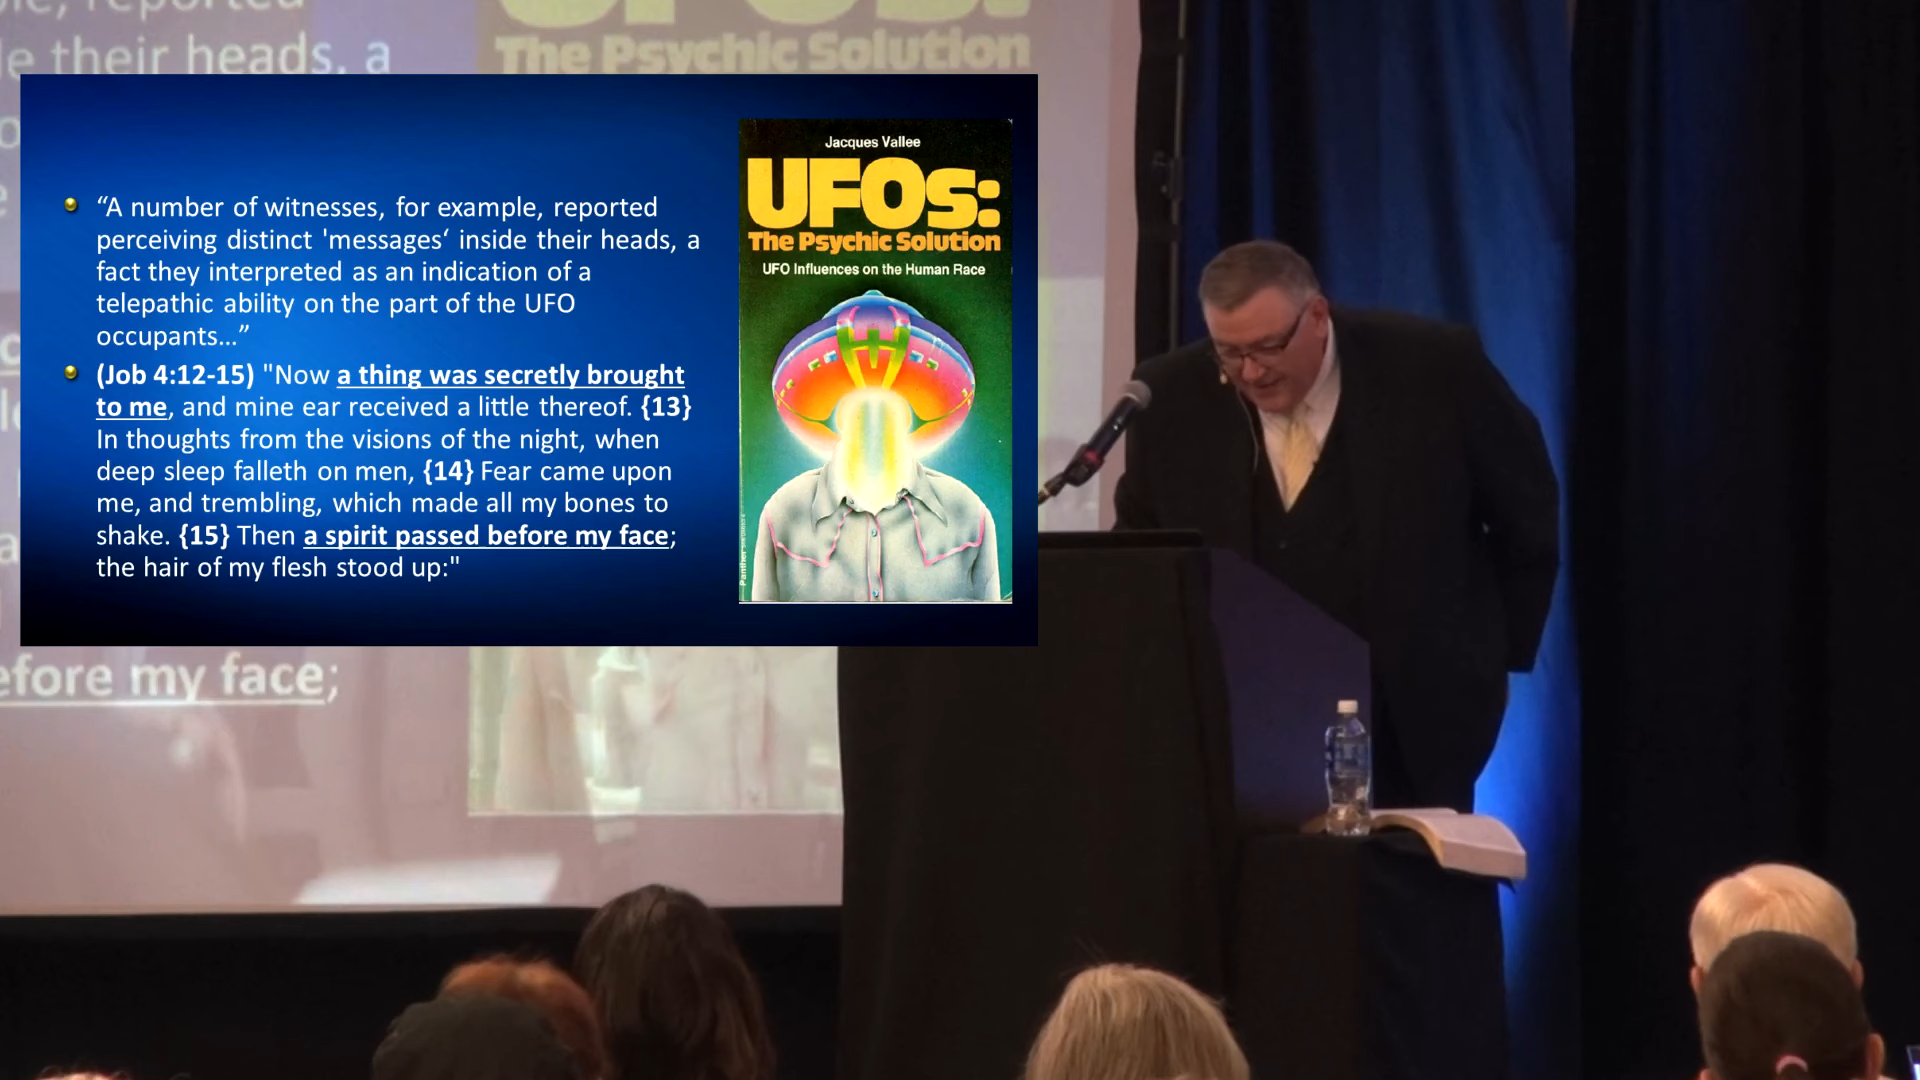 ple, reported
le their heads, a
UFOs:
The Psychic Solution
“A number of witnesses, for example, reported
perceiving distinct 'messages‘ inside their heads, a
fact they interpreted as an indication of a
telepathic ability on the part of the UFO
occupants…”
(Job 4:12-15) "Now a thing was secretly brought
to me, and mine ear received a little thereof. {13}
In thoughts from the visions of the night, when
deep sleep falleth on men, {14} Fear came upon
me, and trembling, which made all my bones to
shake. {15} Then a spirit passed before my face;
the hair of my flesh stood up:"
Jacques Vallee
UFOs:
The Psychic Solution
UFO Influences on the Human Race
Panther
efore my face;